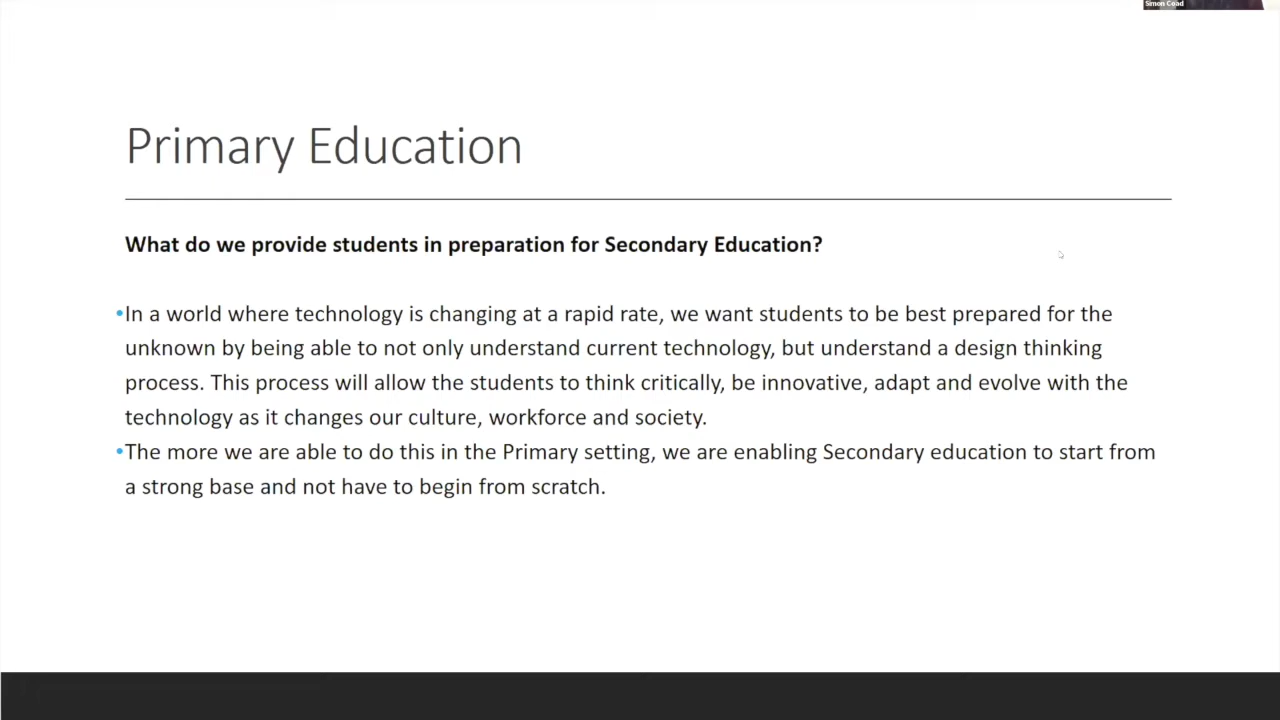 Simon Coad
Primary Education
What do we provide students in preparation for Secondary Education?
•In a world where technology is changing at a rapid rate, we want students to be best prepared for the
unknown by being able to not only understand current technology, but understand a design thinking
process. This process will allow the students to think critically, be innovative, adapt and evolve with the
technology as it changes our culture, workforce and society.
•The more we are able to do this in the Primary setting, we are enabling Secondary education to start from
a strong base and not have to begin from scratch.